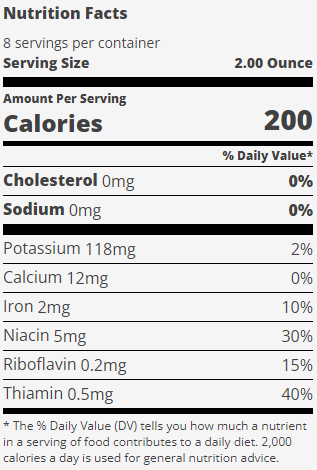 Nutrition Facts
8 servings per container
Serving Size 2.00 Ounce
Amount Per Serving
Calories 200
% Daily Value*
Cholesterol 0mg 0%
Sodium 0mg 0%
Potassium 118mg 2%
Calcium 12mg 0%
Iron 2mg 10%
Niacin 5mg 30%
Riboflavin 0.2mg 15%
Thiamin 0.5mg 40%
* The % Daily Value (DV) tells you how much a nutrient
in a serving of food contributes to a daily diet. 2,000
calories a day is used for general nutrition advice.